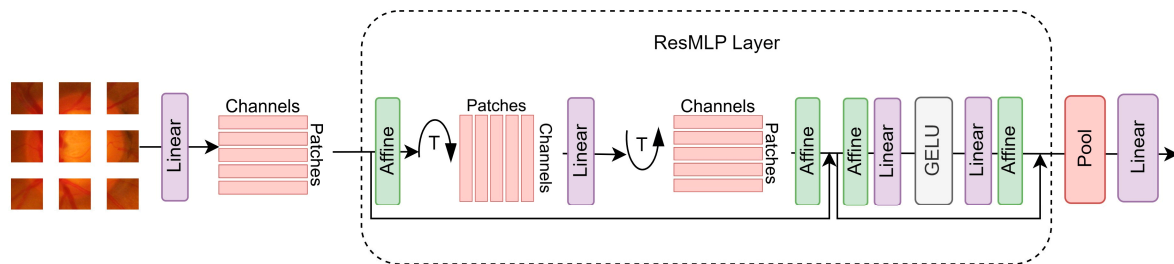 ResMLP Layer
Linear
Channels
Patches
Affine
T
Patches
Channels
Linear
T
Channels
Patches
Affine
Affine
Linear
GELU
Linear
Affine
Pool
Linear